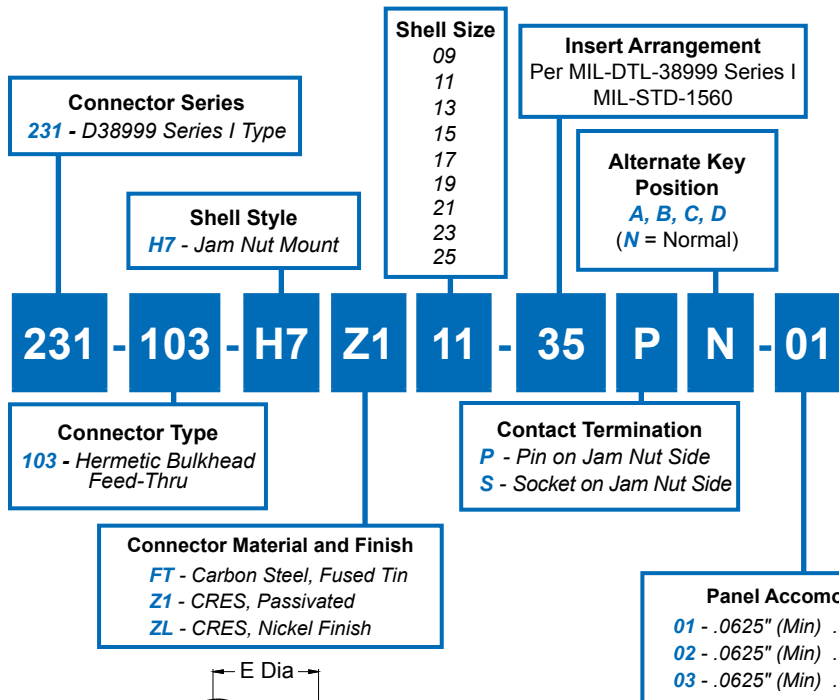 Connector Series
231 - D38999 Series I Type
Shell Style
H7 - Jam Nut Mount
Shell Size
09
11
13
15
17
19
21
23
25
Insert Arrangement
Per MIL-DTL-38999 Series I
MIL-STD-1560
Alternate Key
Position
A, B, C, D
(N = Normal)
231 - 103 - H7 Z1 11 - 35 P N - 01
Connector Type
103 - Hermetic Bulkhead
Feed-Thru
Connector Material and Finish
FT - Carbon Steel, Fused Tin
Z1 - CRES, Passivated
ZL - CRES, Nickel Finish
Contact Termination
P - Pin on Jam Nut Side
S - Socket on Jam Nut Side
Panel Accomo
01 - .0625" (Min) .
02 - .0625" (Min) .
03 - .0625" (Min) .
E Dia